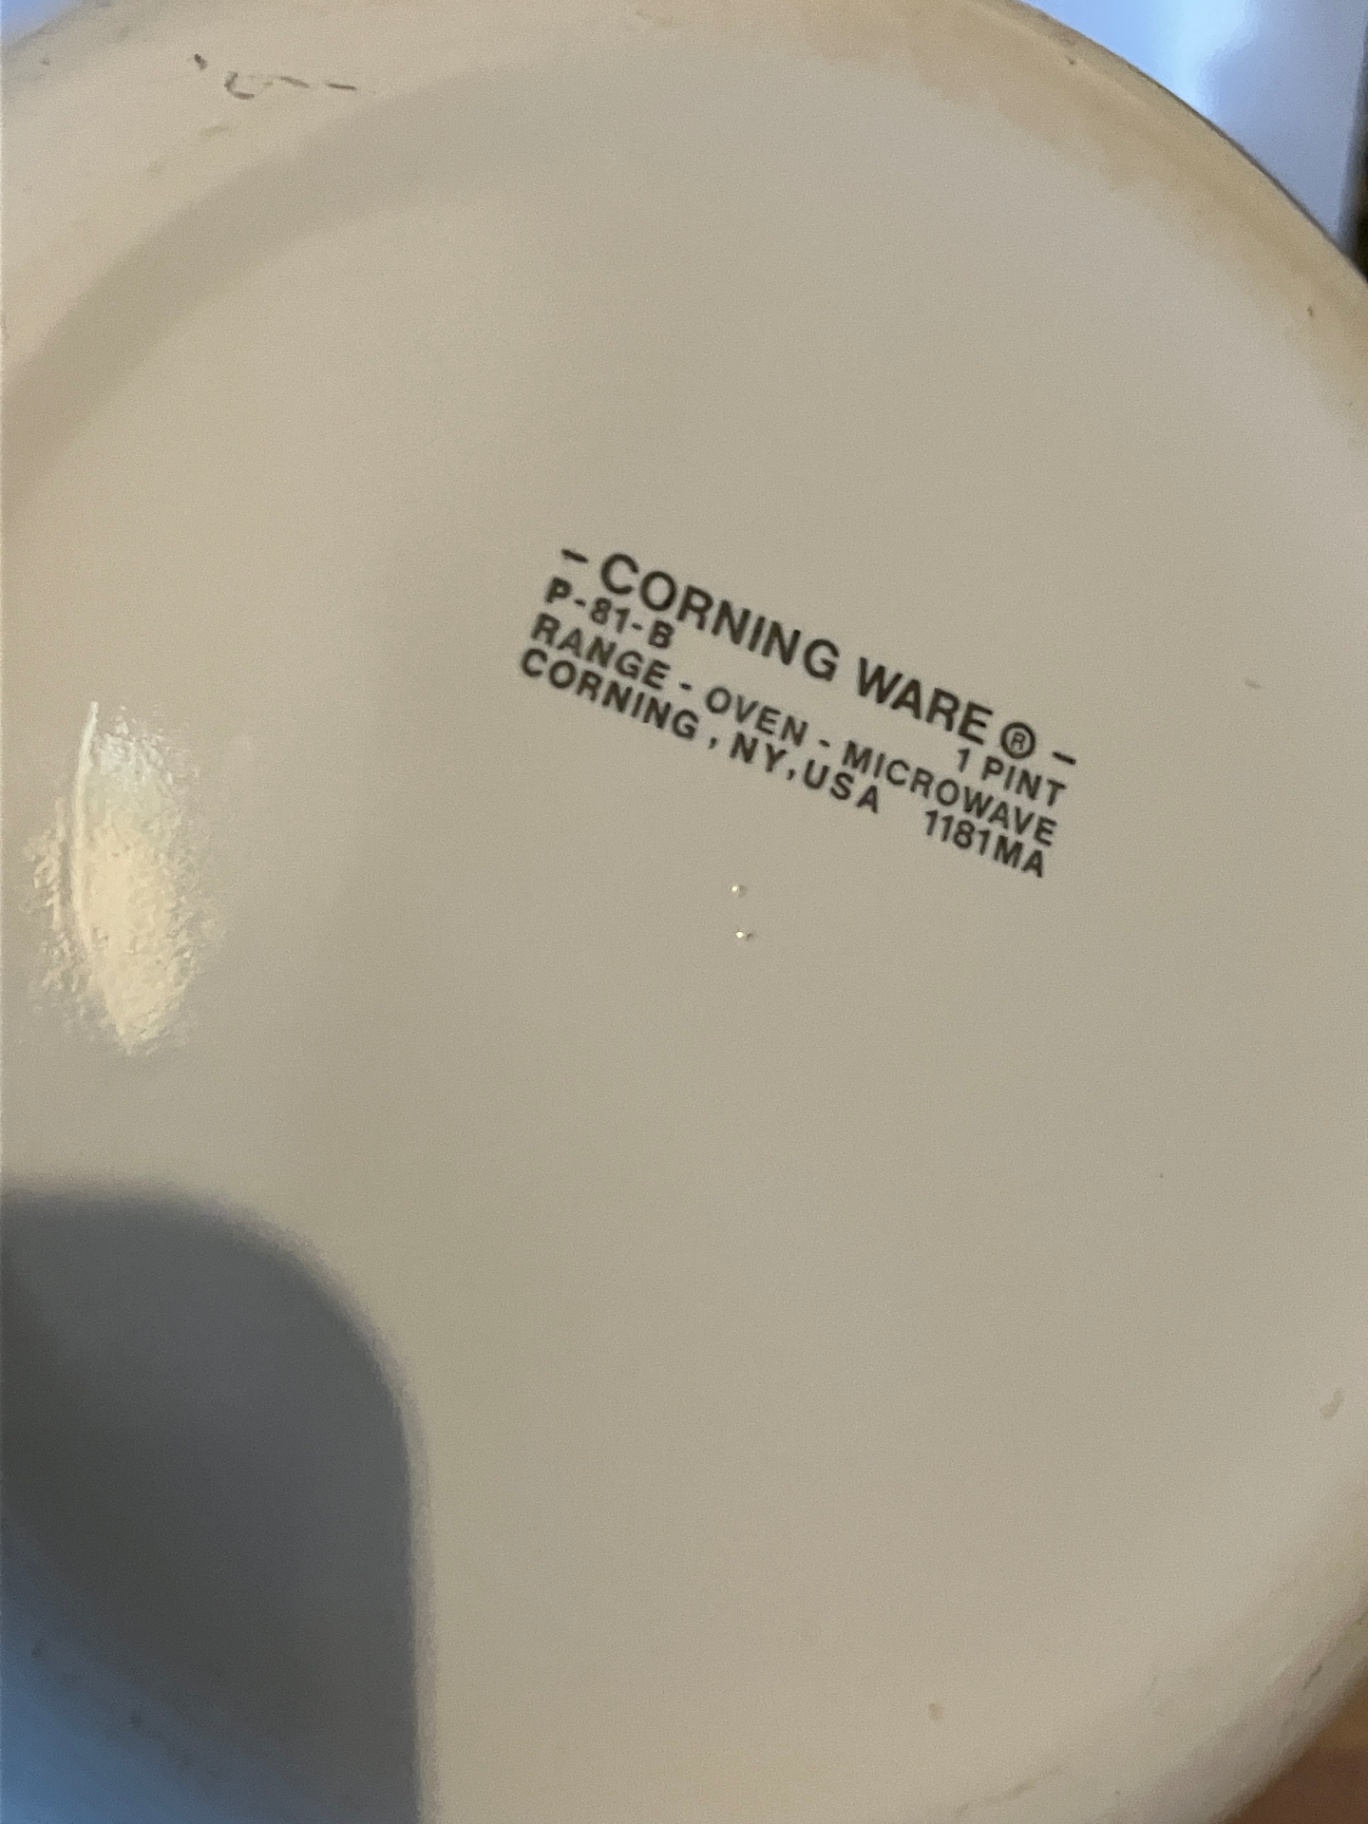 - CORNING WARE ® -
P-81-B 1 PINT
RANGE - OVEN - MICROWAVE
CORNING , NY, USA 1181MA